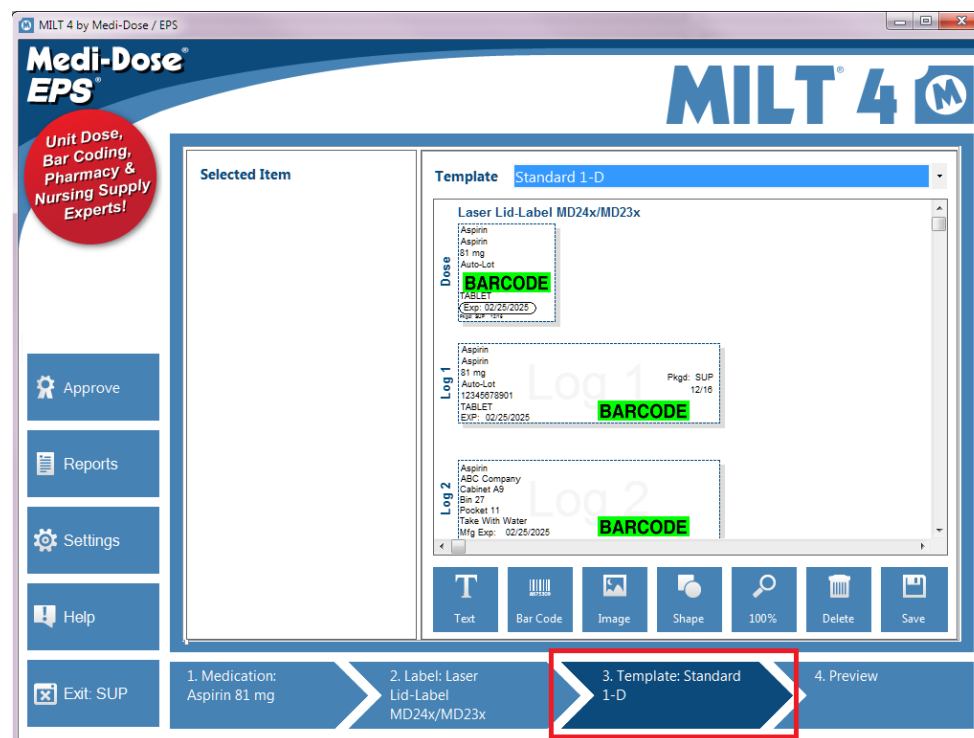 MILT 4 by Medi-Dose / EPS
Medi-Dose®
EPS®
MILT® 4 M
Unit Dose,
Bar Coding,
Pharmacy &
Nursing Supply
Experts!
Approve
Reports
Settings
Help
Exit: SUP
Selected Item
Template Standard 1-D
Laser Lid-Label MD24x/MD23x
Dose
Aspirin
Aspirin
81 mg
Auto-Lot
BARCODE
TABLET
Exp: 02/25/2025
Log 1
Aspirin
Aspirin
81 mg
Auto-Lot
12345678901
TABLET
EXP: 02/25/2025
Log 1
Pkgd: SUP
12/16
BARCODE
Log 2
Aspirin
ABC Company
Cabinet A9
Bin 27
Pocket 11
Take With Water
Mfg Exp: 02/25/2025
Log 2
BARCODE
Text
Bar Code
Image
Shape
100%
Delete
Save
1. Medication:
Aspirin 81 mg
2. Label: Laser
Lid-Label
MD24x/MD23x
3. Template: Standard
1-D
4. Preview